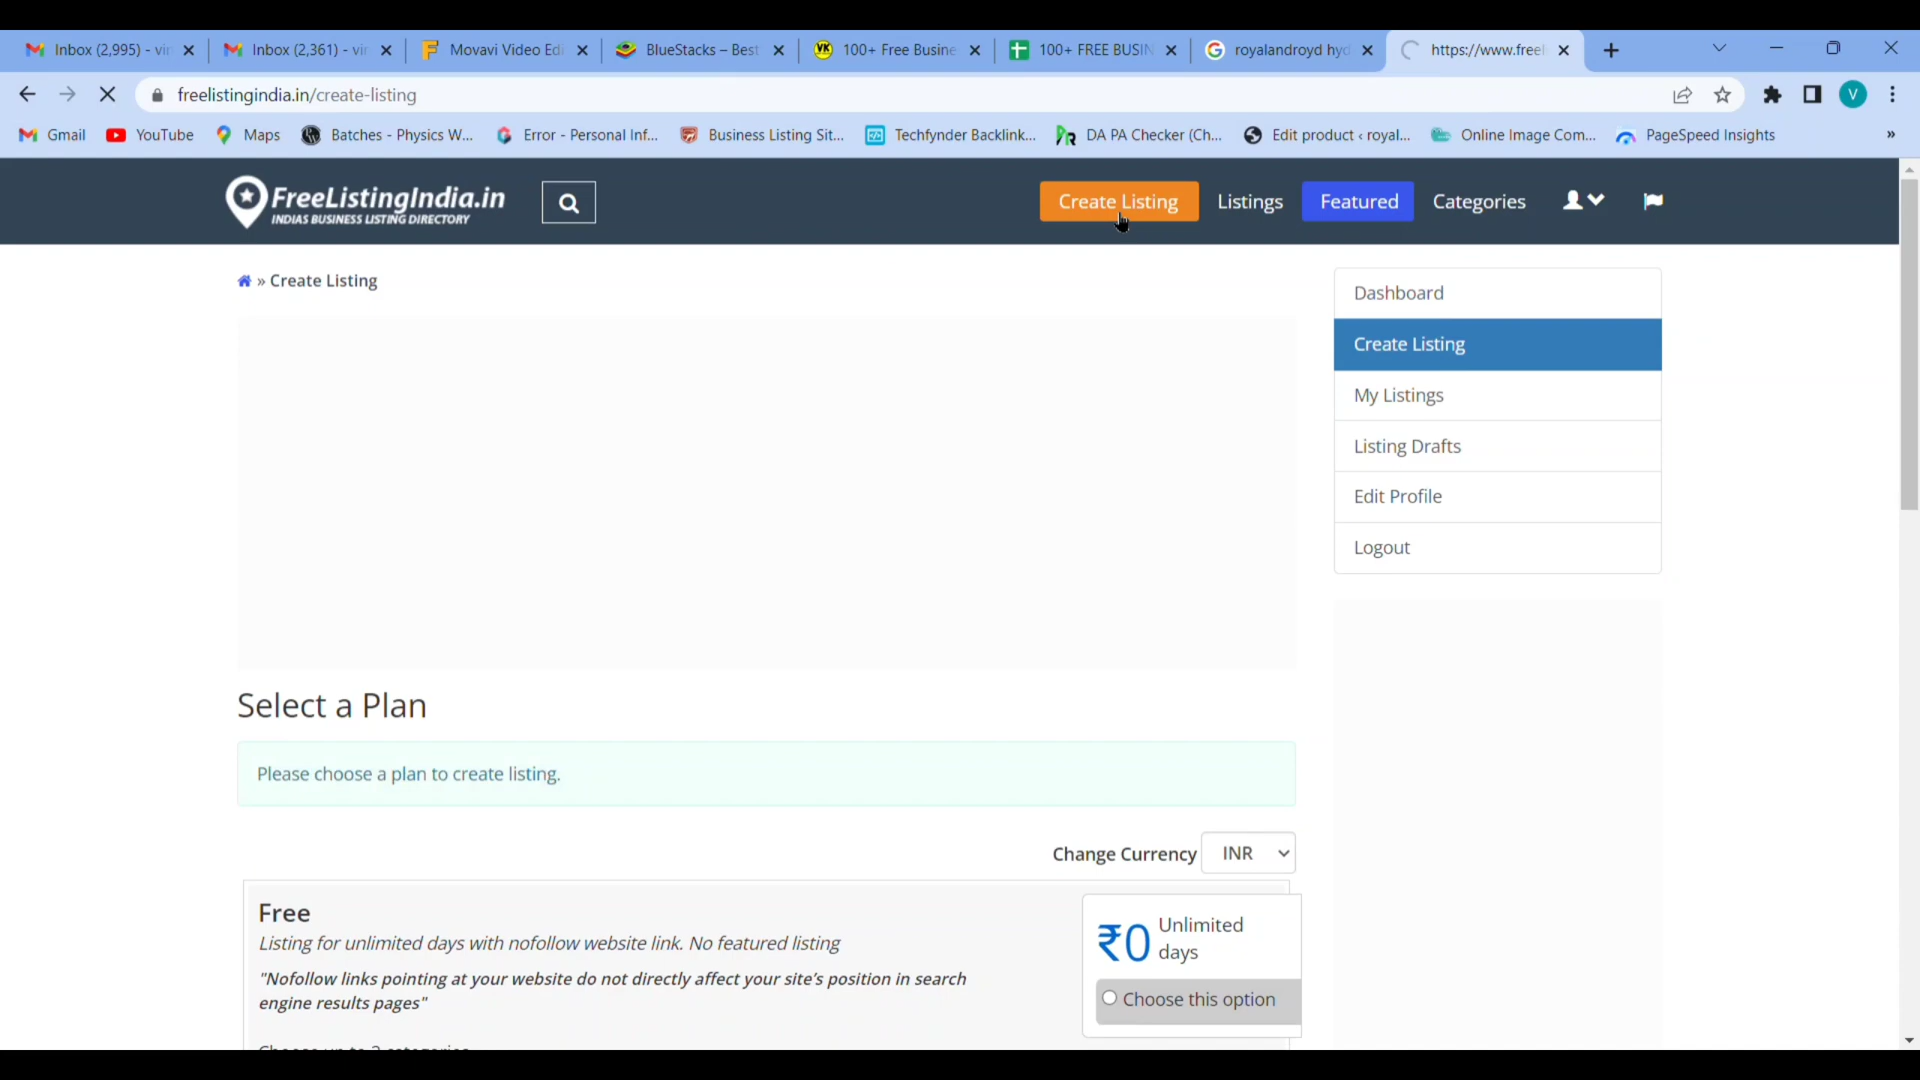 Inbox (2,995) - vin
Inbox (2,361) - vin
Movavi Video Edi
BlueStacks – Best
VK
100+ Free Busine
100+ FREE BUSIN
royalandroyd hyd
https://www.freel
freelistingindia.in/create-listing
V
Gmail
YouTube
Maps
Batches - Physics W...
Error - Personal Inf...
Business Listing Sit...
Techfynder Backlink...
DA PA Checker (Ch...
Edit product ‹ royal...
Online Image Com...
PageSpeed Insights
»
FreeListingIndia.in
INDIAS BUSINESS LISTING DIRECTORY
Create Listing
Listings
Featured
Categories
» Create Listing
Dashboard
Create Listing
My Listings
Listing Drafts
Edit Profile
Logout
Select a Plan
Please choose a plan to create listing.
Change Currency
INR
Free
Listing for unlimited days with nofollow website link. No featured listing
"Nofollow links pointing at your website do not directly affect your site's position in search
engine results pages"
₹0 Unlimited
days
Choose this option